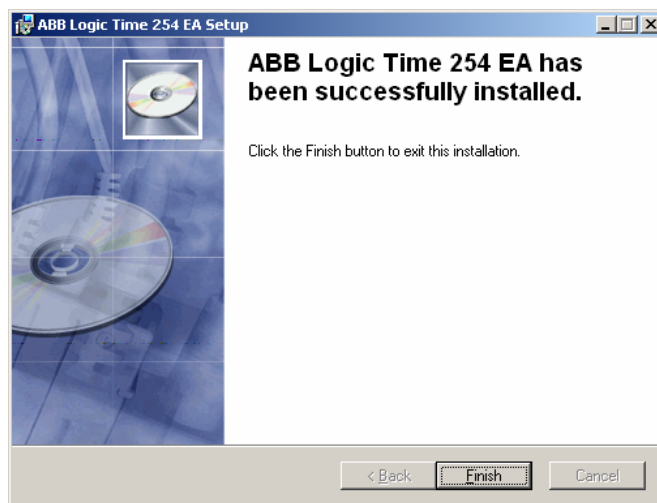 ABB Logic Time 254 EA Setup
ABB Logic Time 254 EA has
been successfully installed.
Click the Finish button to exit this installation.
< Back
Finish
Cancel